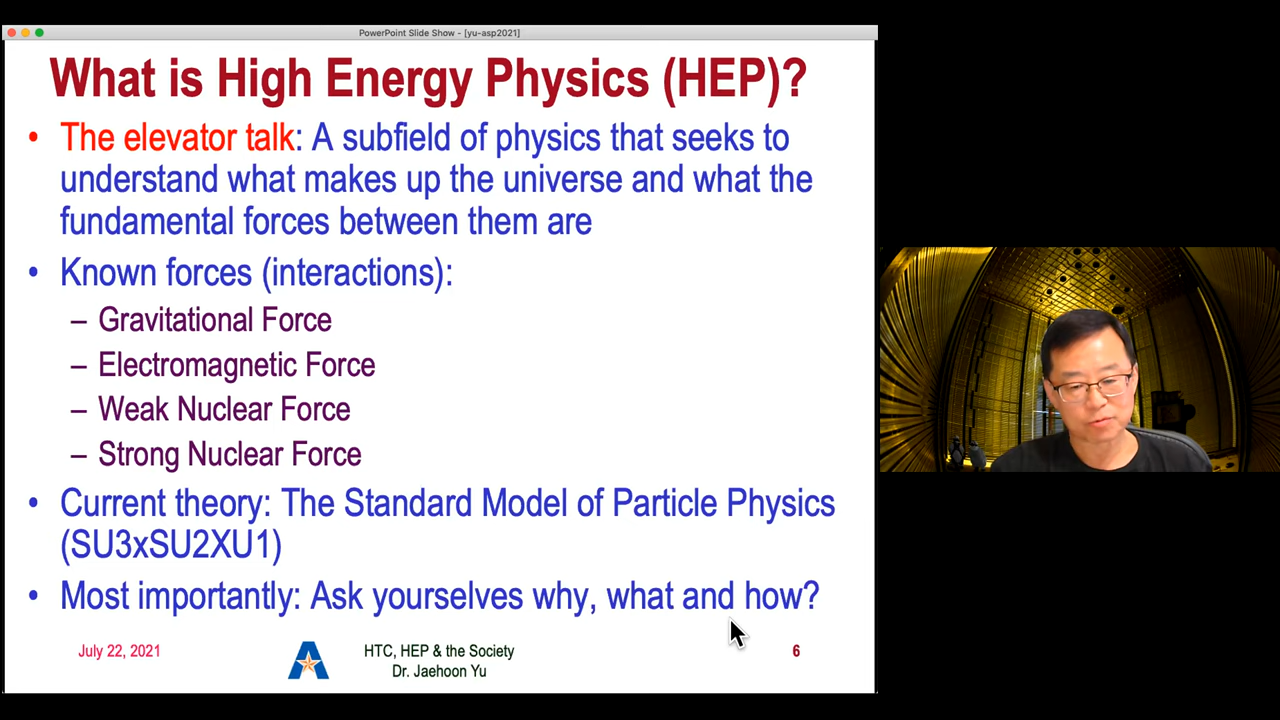 PowerPoint Slide Show - [yu-asp2021]
What is High Energy Physics (HEP)?
• The elevator talk: A subfield of physics that seeks to
understand what makes up the universe and what the
fundamental forces between them are
• Known forces (interactions):
– Gravitational Force
– Electromagnetic Force
– Weak Nuclear Force
– Strong Nuclear Force
• Current theory: The Standard Model of Particle Physics
(SU3xSU2XU1)
• Most importantly: Ask yourselves why, what and how?
July 22, 2021
HTC, HEP & the Society
Dr. Jaehoon Yu
6